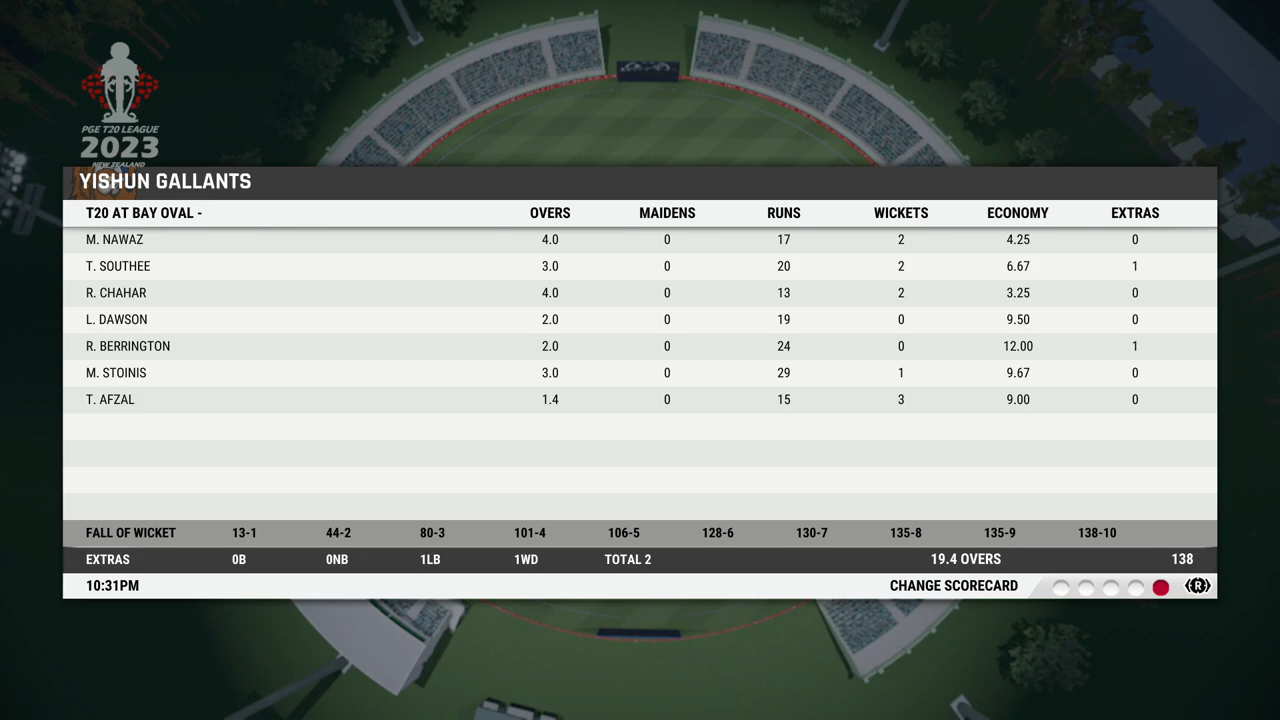 PGE T20 LEAGUE
2023
NEW ZEALAND
YISHUN GALLANTS
T20 AT BAY OVAL - OVERS MAIDENS RUNS WICKETS ECONOMY EXTRAS
M. NAWAZ 4.0 0 17 2 4.25 0
T. SOUTHEE 3.0 0 20 2 6.67 1
R. CHAHAR 4.0 0 13 2 3.25 0
L. DAWSON 2.0 0 19 0 9.50 0
R. BERRINGTON 2.0 0 24 0 12.00 1
M. STOINIS 3.0 0 29 1 9.67 0
T. AFZAL 1.4 0 15 3 9.00 0
FALL OF WICKET 13-1 44-2 80-3 101-4 106-5 128-6 130-7 135-8 135-9 138-10
EXTRAS 0B 0NB 1LB 1WD TOTAL 2 19.4 OVERS 138
10:31PM CHANGE SCORECARD R